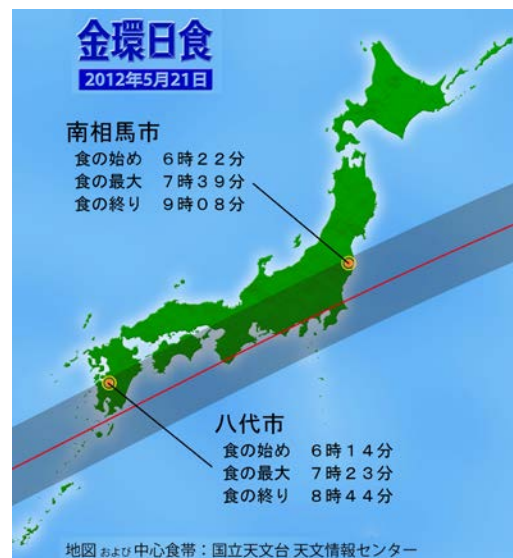 金環日食
2012年5月21日
南相馬市
食の始め　６時２２分
食の最大　７時３９分
食の終り　９時０８分
八代市
食の始め　６時１４分
食の最大　７時２３分
食の終り　８時４４分
地図 および 中心食帯：国立天文台 天文情報センター